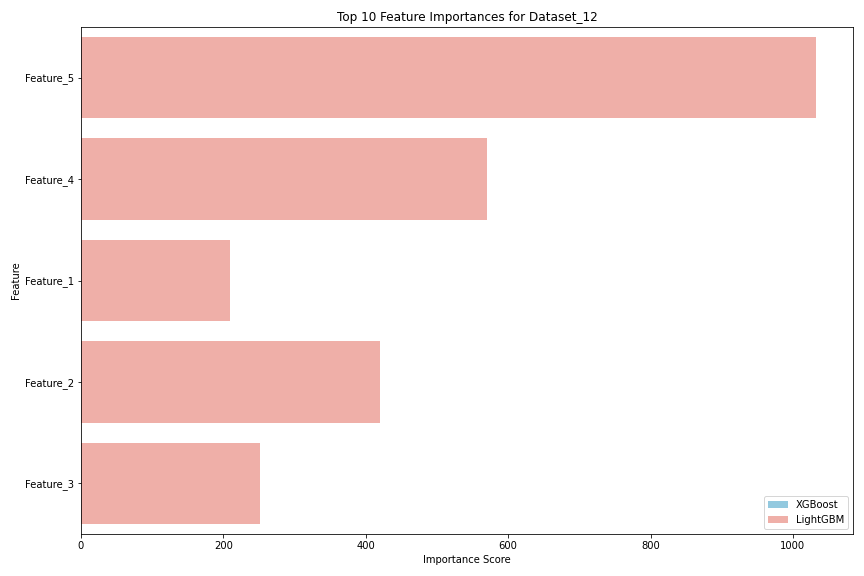 Top 10 Feature Importances for Dataset_12
Feature_5
Feature_4
Feature_1
Feature_2
Feature_3
Feature
0 200 400 600 800 1000
Importance Score
XGBoost
LightGBM